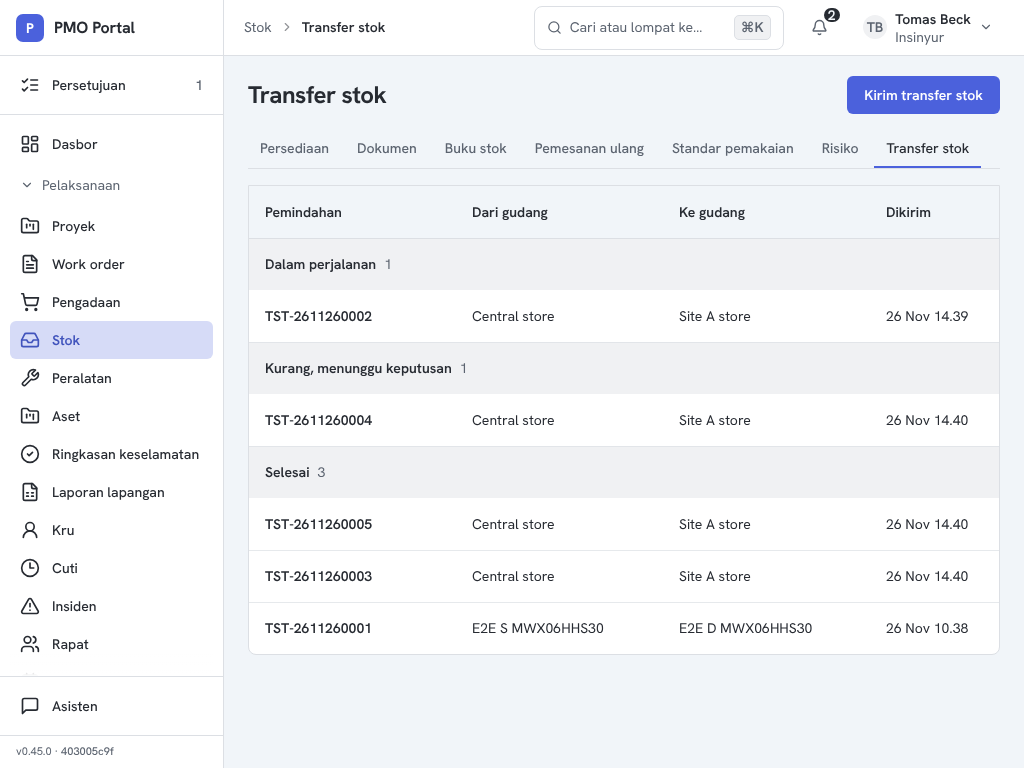 P PMO Portal
Stok > Transfer stok
Cari atau lompat ke... ⌘K
2
TB Tomas Beck
Insinyur
Persetujuan 1
Dasbor
Pelaksanaan
Proyek
Work order
Pengadaan
Stok
Peralatan
Aset
Ringkasan keselamatan
Laporan lapangan
Kru
Cuti
Insiden
Rapat
Asisten
v0.45.0 · 403005c9f
Transfer stok
Kirim transfer stok
Persediaan Dokumen Buku stok Pemesanan ulang Standar pemakaian Risiko Transfer stok
Pemindahan Dari gudang Ke gudang Dikirim
Dalam perjalanan 1
TST-2611260002 Central store Site A store 26 Nov 14.39
Kurang, menunggu keputusan 1
TST-2611260004 Central store Site A store 26 Nov 14.40
Selesai 3
TST-2611260005 Central store Site A store 26 Nov 14.40
TST-2611260003 Central store Site A store 26 Nov 14.40
TST-2611260001 E2E S MWX06HHS30 E2E D MWX06HHS30 26 Nov 10.38